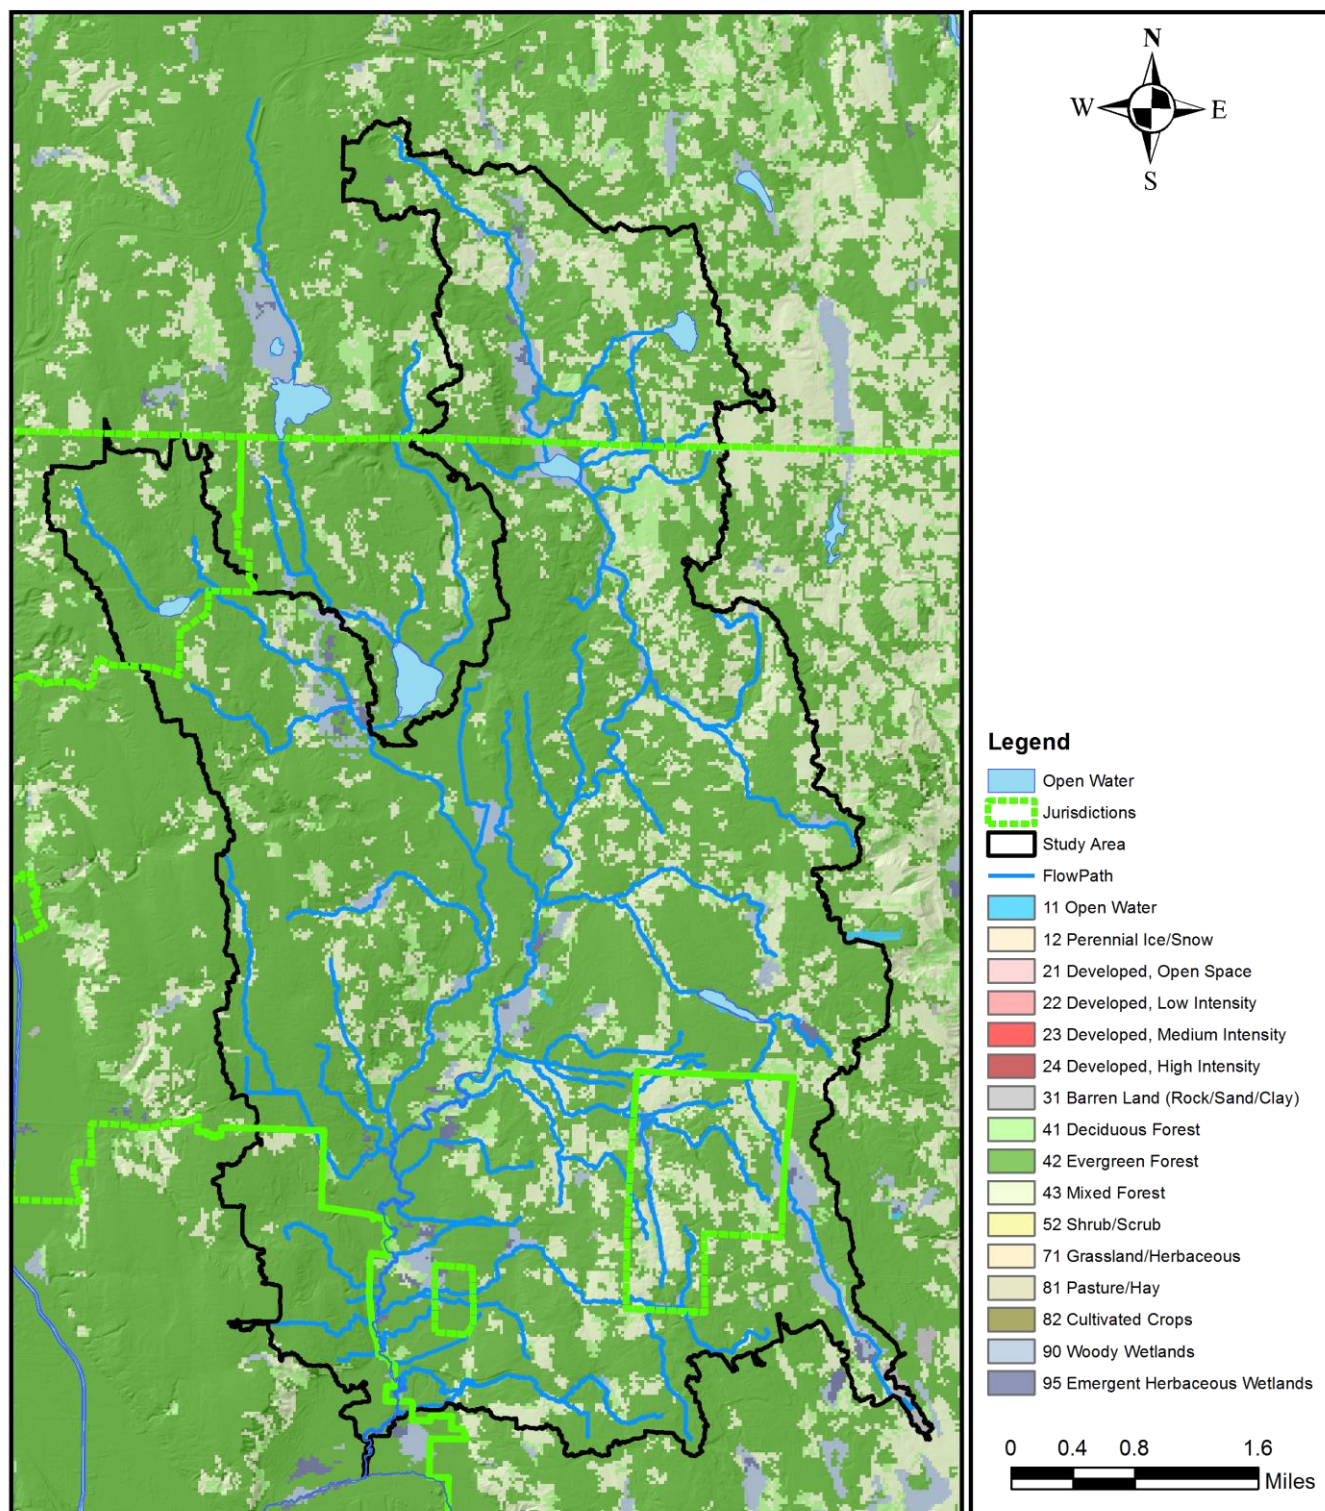 N
W E
S
Legend
Open Water
Jurisdictions
Study Area
FlowPath
11 Open Water
12 Perennial Ice/Snow
21 Developed, Open Space
22 Developed, Low Intensity
23 Developed, Medium Intensity
24 Developed, High Intensity
31 Barren Land (Rock/Sand/Clay)
41 Deciduous Forest
42 Evergreen Forest
43 Mixed Forest
52 Shrub/Scrub
71 Grassland/Herbaceous
81 Pasture/Hay
82 Cultivated Crops
90 Woody Wetlands
95 Emergent Herbaceous Wetlands
0 0.4 0.8 1.6
Miles